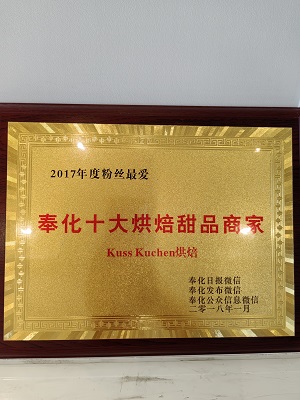 2017年度粉丝最爱
奉化十大烘焙甜品商家
Kuss Kuchen烘焙
奉化日报微信
奉化发布微信
奉化公众信息微信
二零一八年一月